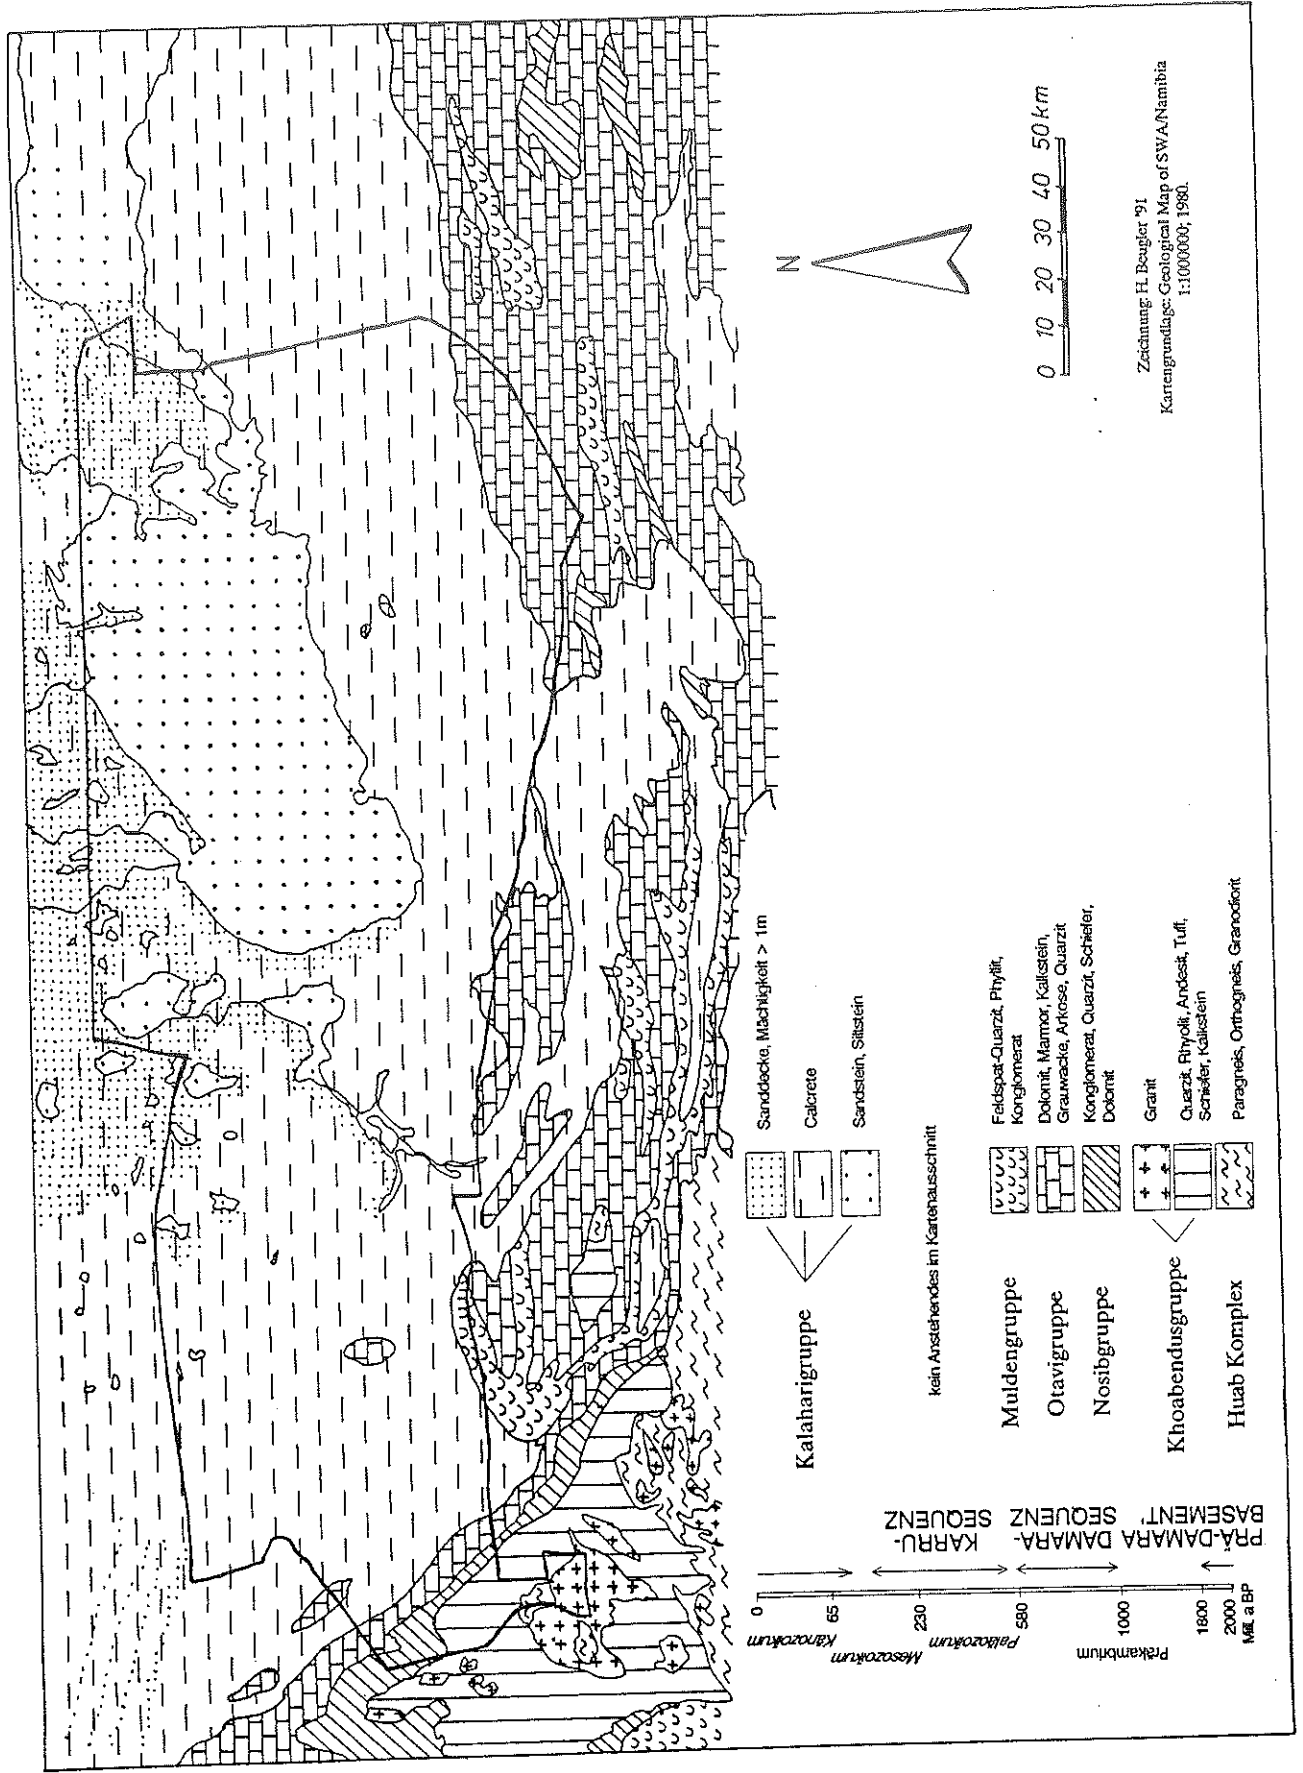 N
0 10 20 30 40 50 km
Zeichnung: H. Beugler '91
Kartengrundlage: Geological Map of SWA/Namibia
1:1000000; 1980.
Kalaharigruppe
Sanddecke, Mächtigkeit > 1m
Calcrete
Sandstein, Siltstein
kein Anstehendes im Kartenausschnitt
Muldengruppe
Feldspat-Quarzit, Phyllit,
Konglomerat
Otavigruppe
Dolomit, Marmor, Kalkstein,
Grauwacke, Arkose, Quarzit
Nosibgruppe
Konglomerat, Quarzit, Schiefer,
Dolomit
Khoabendusgruppe
Granit
Quarzit, Rhyolit, Andesit, Tuff,
Schiefer, Kalkstein
Huab Komplex
Paragneis, Orthogneis, Granodiorit
KARRU-
SEQUENZ
DAMARA-
SEQUENZ
PRÄ-DAMARA
BASEMENT
0
65
230
580
1000
1800
2000
Mill. a BP
Känozoikum
Mesozoikum
Paläozoikum
Präkambrium